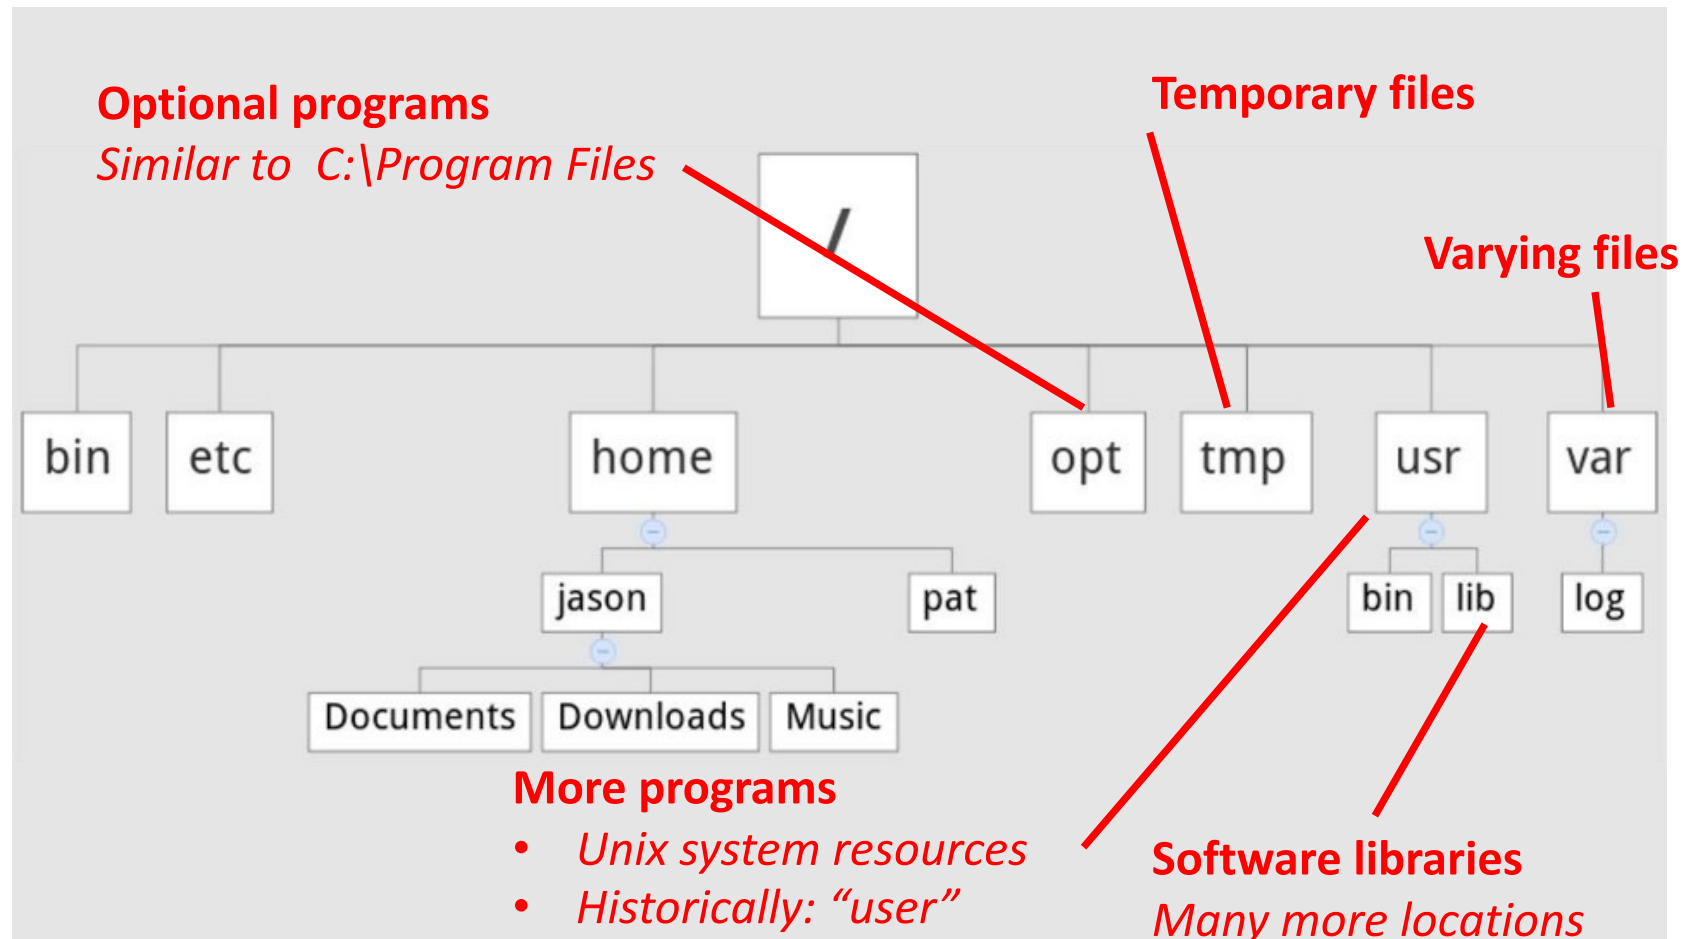 Optional programs
Similar to C:\Program Files
Temporary files
Varying files
/
bin
etc
home
opt
tmp
usr
var
jason
pat
bin
lib
log
Documents
Downloads
Music
More programs
• Unix system resources
• Historically: “user”
Software libraries
Many more locations